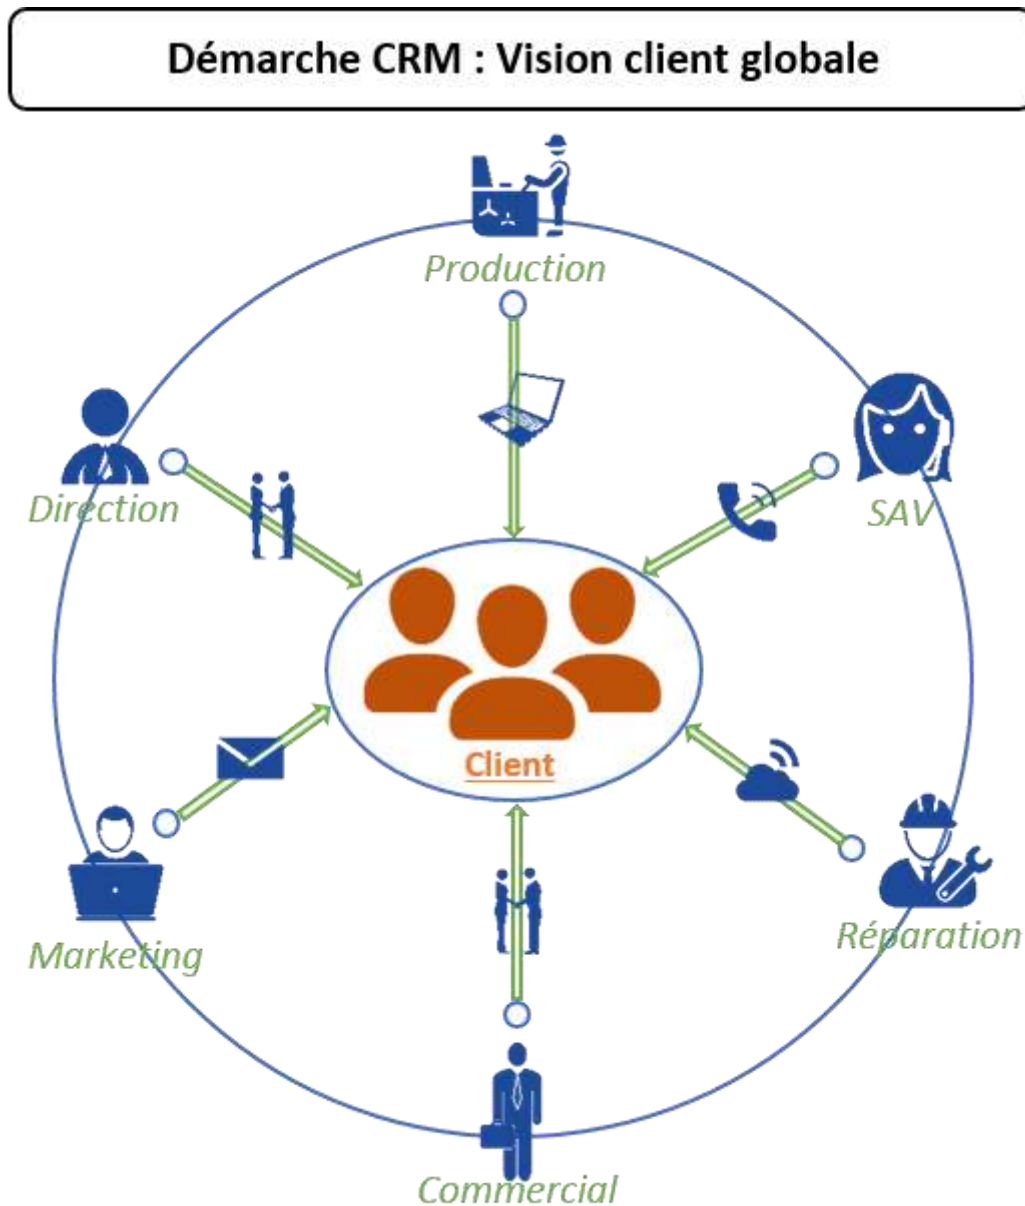 Démarche CRM : Vision client globale
Production
Direction
SAV
Client
Marketing
Réparation
Commercial